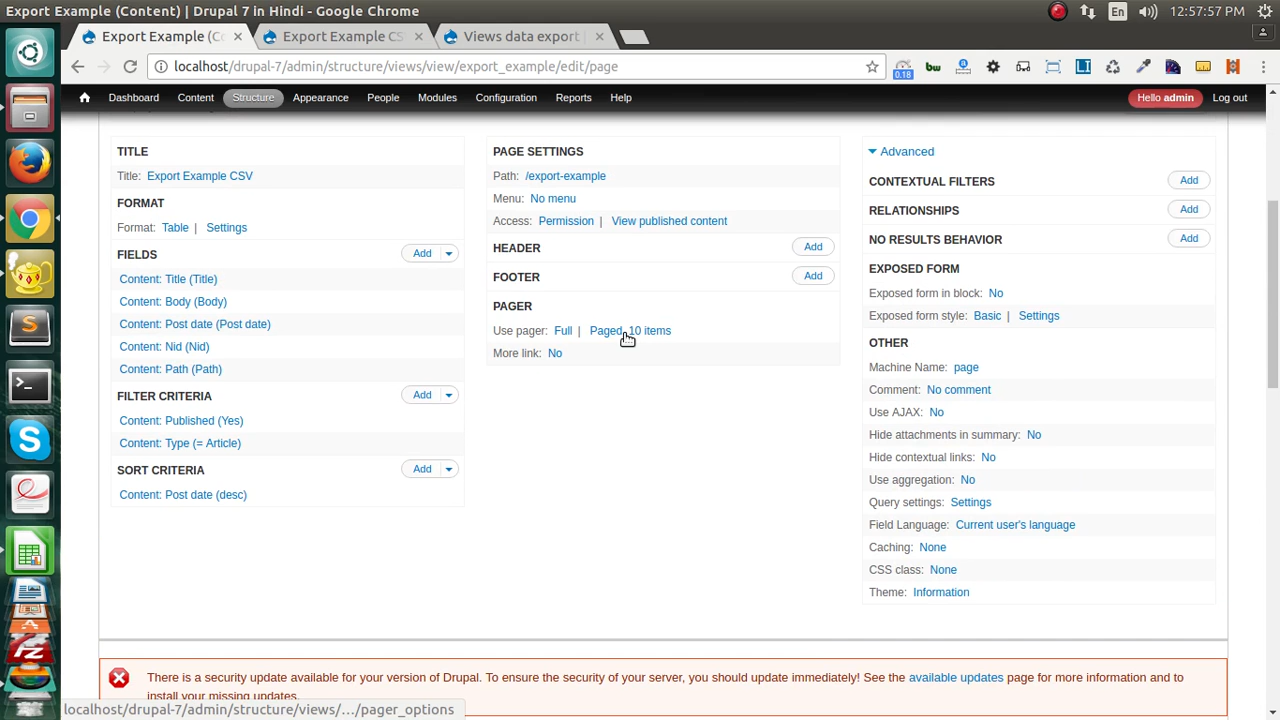 Export Example (Content) | Drupal 7 in Hindi - Google Chrome
En
12:57:57 PM
Export Example (C
Export Example CS
Views data export
localhost/drupal-7/admin/structure/views/view/export_example/edit/page
0.18
bw
Dashboard
Content
Structure
Appearance
People
Modules
Configuration
Reports
Help
Hello admin
Log out
TITLE
Title: Export Example CSV
FORMAT
Format: Table | Settings
FIELDS
Add
Content: Title (Title)
Content: Body (Body)
Content: Post date (Post date)
Content: Nid (Nid)
Content: Path (Path)
FILTER CRITERIA
Add
Content: Published (Yes)
Content: Type (= Article)
SORT CRITERIA
Add
Content: Post date (desc)
PAGE SETTINGS
Path: /export-example
Menu: No menu
Access: Permission | View published content
HEADER
Add
FOOTER
Add
PAGER
Use pager: Full | Paged, 10 items
More link: No
Advanced
CONTEXTUAL FILTERS
Add
RELATIONSHIPS
Add
NO RESULTS BEHAVIOR
Add
EXPOSED FORM
Exposed form in block: No
Exposed form style: Basic | Settings
OTHER
Machine Name: page
Comment: No comment
Use AJAX: No
Hide attachments in summary: No
Hide contextual links: No
Use aggregation: No
Query settings: Settings
Field Language: Current user's language
Caching: None
CSS class: None
Theme: Information
There is a security update available for your version of Drupal. To ensure the security of your server, you should update immediately! See the available updates page for more information and to
install your missing updates.
localhost/drupal-7/admin/structure/views/…/pager_options